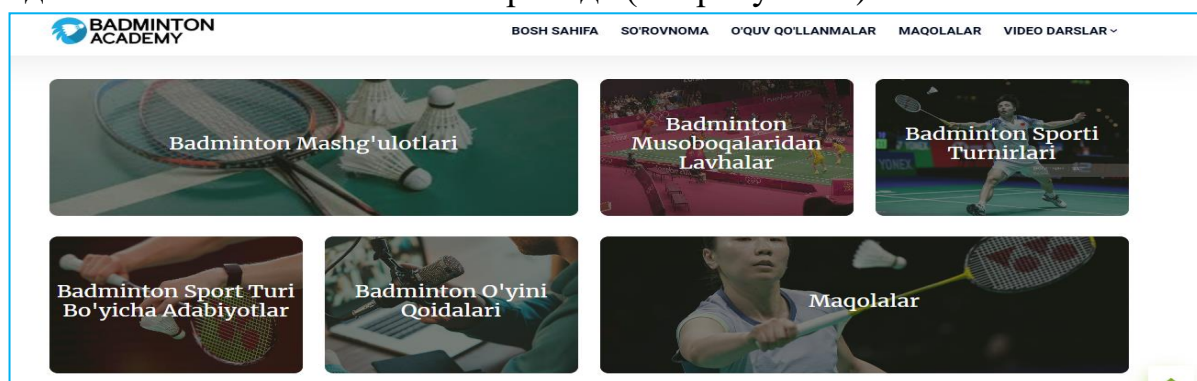 BADMINTON
ACADEMY
BOSH SAHIFA SO'ROVNOMA O'QUV QO'LLANMALAR MAQOLALAR VIDEO DARSLAR
Badminton Mashg'ulotlari
Badminton
Musoboqalaridan
Lavhalar
Badminton Sporti
Turnirlari
Badminton Sport Turi
Bo'yicha Adabiyotlar
Badminton O'yini
Qoidalari
Maqolalar
YONEX